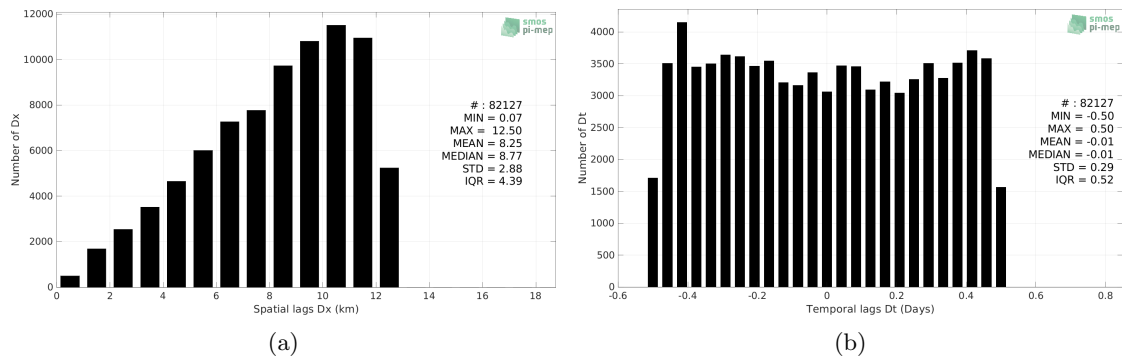 12000
10000
8000
6000
4000
2000
0
Number of Dx
0 2 4 6 8 10 12 14 16 18
Spatial lags Dx (km)
smos
pi-mep
# : 82127
MIN = 0.07
MAX = 12.50
MEAN = 8.25
MEDIAN = 8.77
STD = 2.88
IQR = 4.39
(a)
4000
3500
3000
2500
2000
1500
1000
500
0
Number of Dt
-0.6 -0.4 -0.2 0 0.2 0.4 0.6 0.8
Temporal lags Dt (Days)
smos
pi-mep
# : 82127
MIN = -0.50
MAX = 0.50
MEAN = -0.01
MEDIAN = -0.01
STD = 0.29
IQR = 0.52
(b)